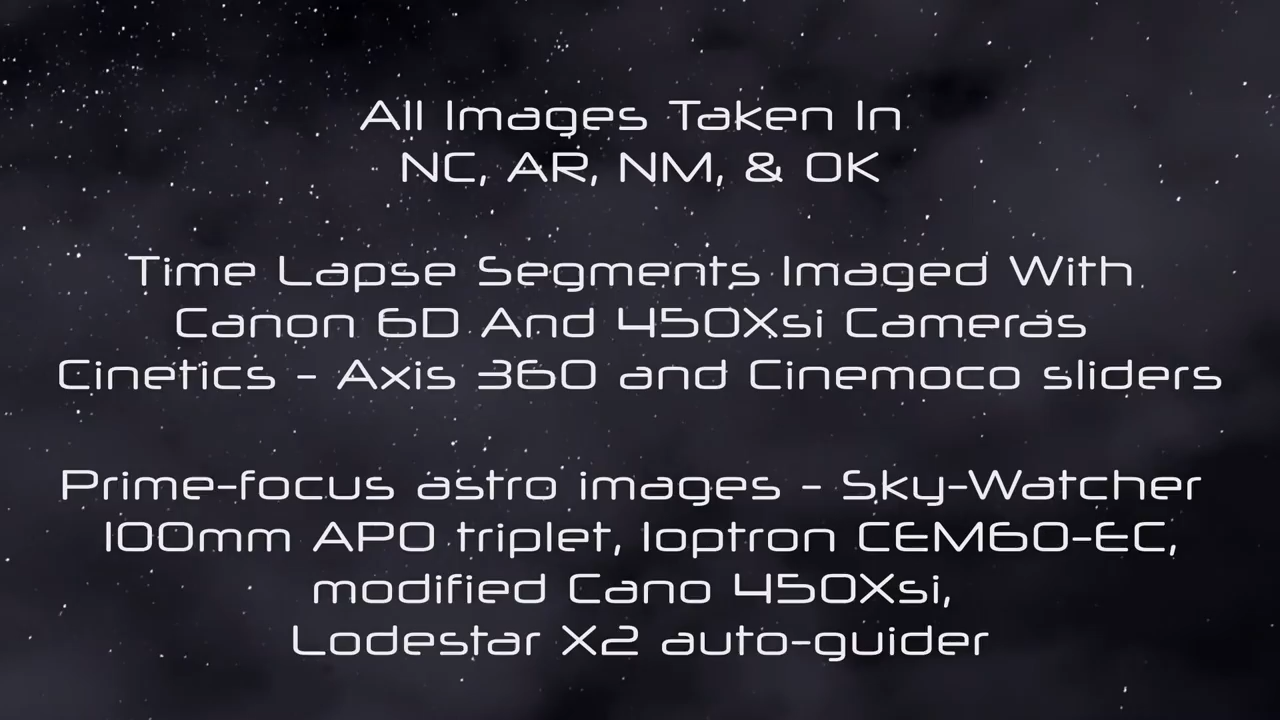 All Images Taken In
NC, AR, NM, & OK
Time Lapse Segments Imaged With
Canon 6D And 450Xsi Cameras
Cinetics - Axis 360 and Cinemoco sliders
Prime-focus astro images - Sky-Watcher
100mm APO triplet, Ioptron CEM60-EC,
modified Cano 450Xsi,
Lodestar X2 auto-guider